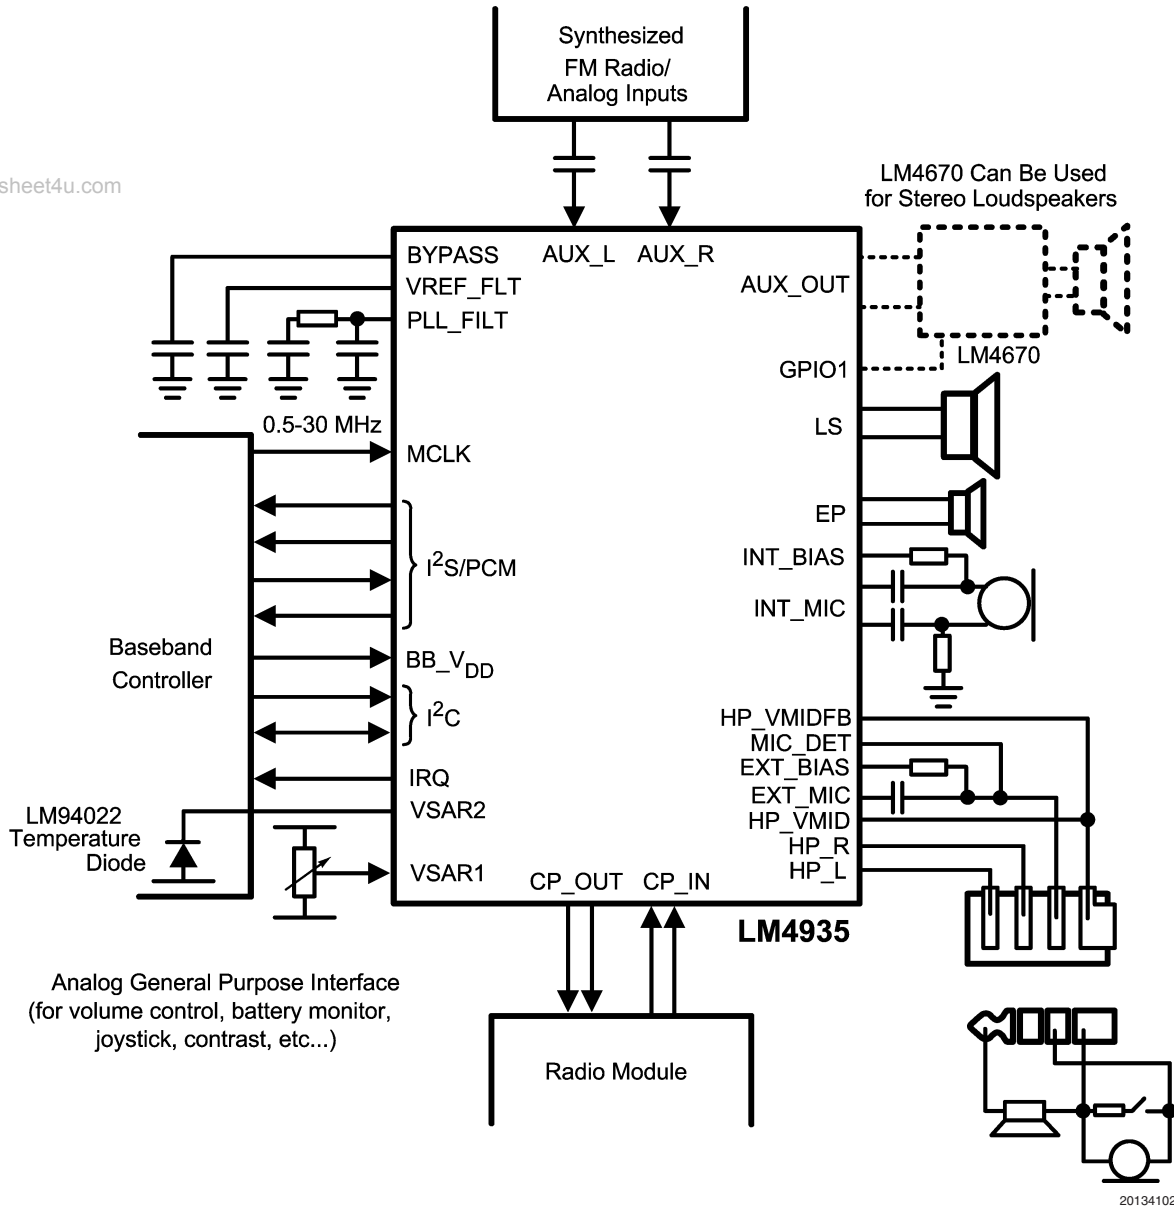 Synthesized
FM Radio/
Analog Inputs
sheet4u.com
LM4670 Can Be Used
for Stereo Loudspeakers
BYPASS
AUX_L
AUX_R
VREF_FLT
AUX_OUT
PLL_FILT
LM4670
GPIO1
0.5-30 MHz
LS
MCLK
EP
INT_BIAS
I2S/PCM
INT_MIC
Baseband
Controller
BB_VDD
I2C
HP_VMIDFB
MIC_DET
IRQ
EXT_BIAS
EXT_MIC
VSAR2
LM94022
Temperature
Diode
HP_VMID
HP_R
HP_L
VSAR1
CP_OUT
CP_IN
LM4935
Analog General Purpose Interface
(for volume control, battery monitor,
joystick, contrast, etc...)
Radio Module
20134102